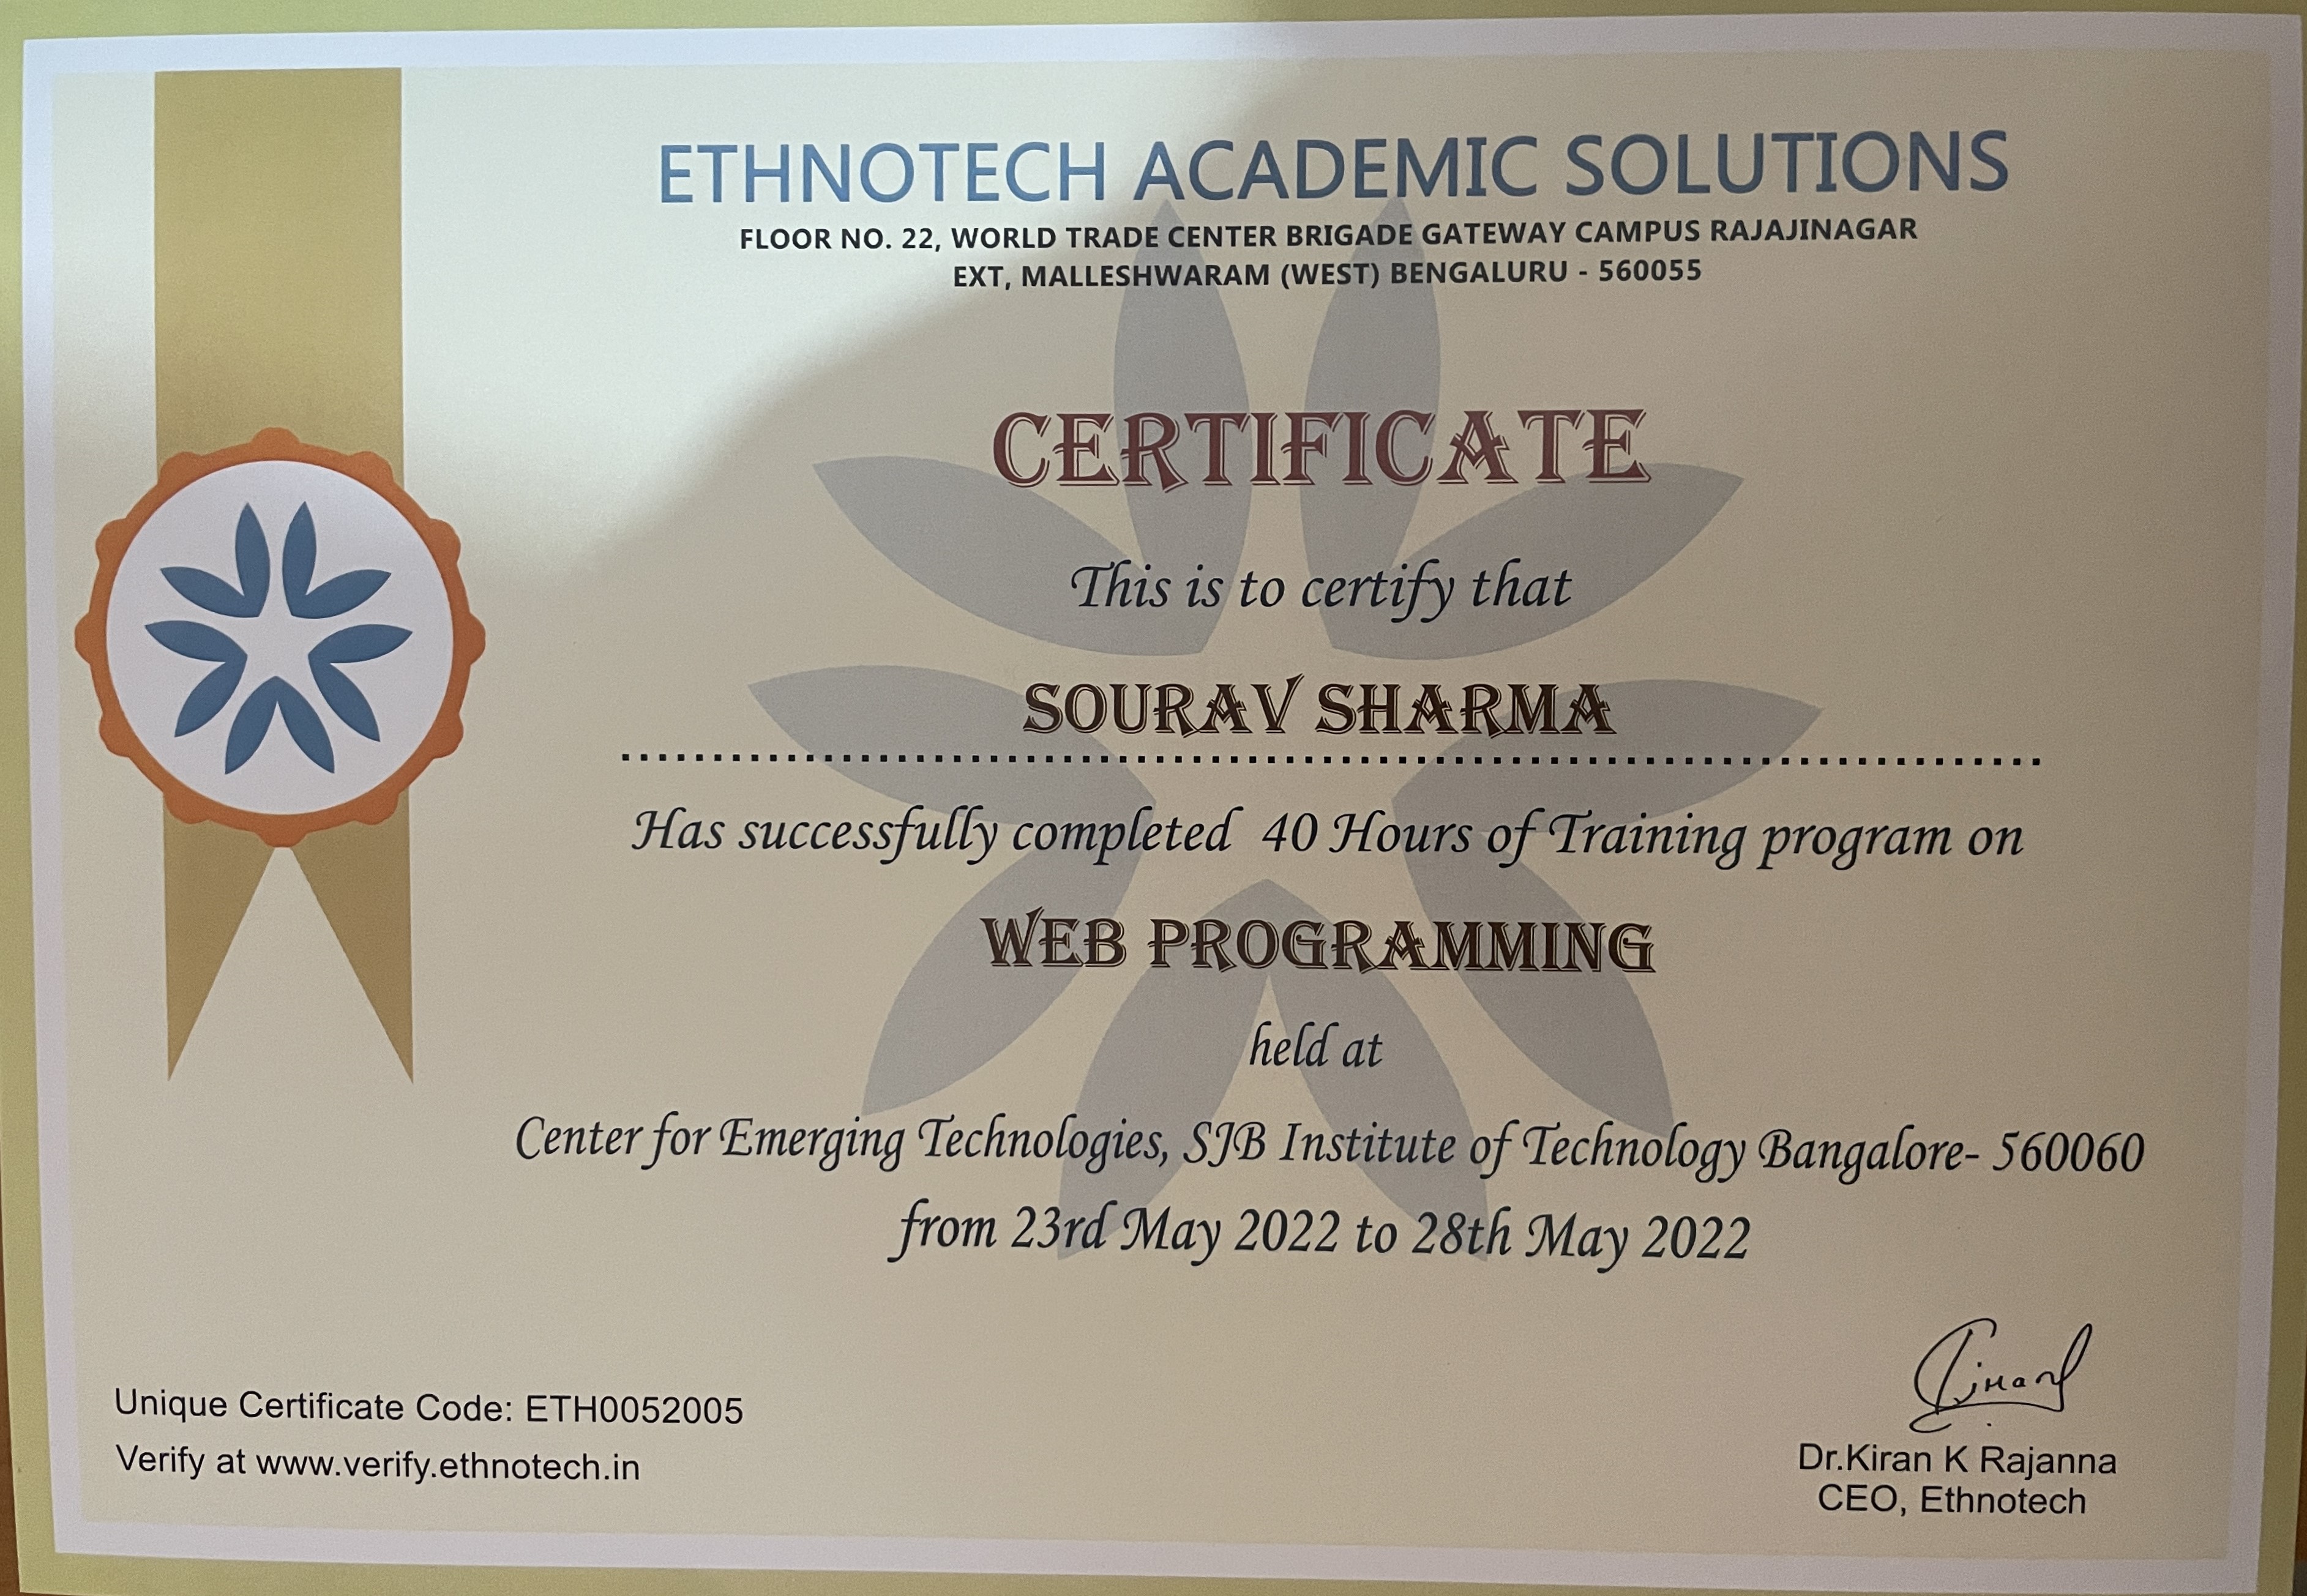 ETHNOTECH ACADEMIC SOLUTIONS
FLOOR NO. 22, WORLD TRADE CENTER BRIGADE GATEWAY CAMPUS RAJAJINAGAR
EXT, MALLESHWARAM (WEST) BENGALURU - 560055
CERTIFICATE
This is to certify that
SOURAV SHARMA
Has successfully completed 40 Hours of Training program on
WEB PROGRAMMING
held at
Center for Emerging Technologies, SJB Institute of Technology Bangalore- 560060
from 23rd May 2022 to 28th May 2022
Unique Certificate Code: ETH0052005
Verify at www.verify.ethnotech.in
Dr.Kiran K Rajanna
CEO, Ethnotech